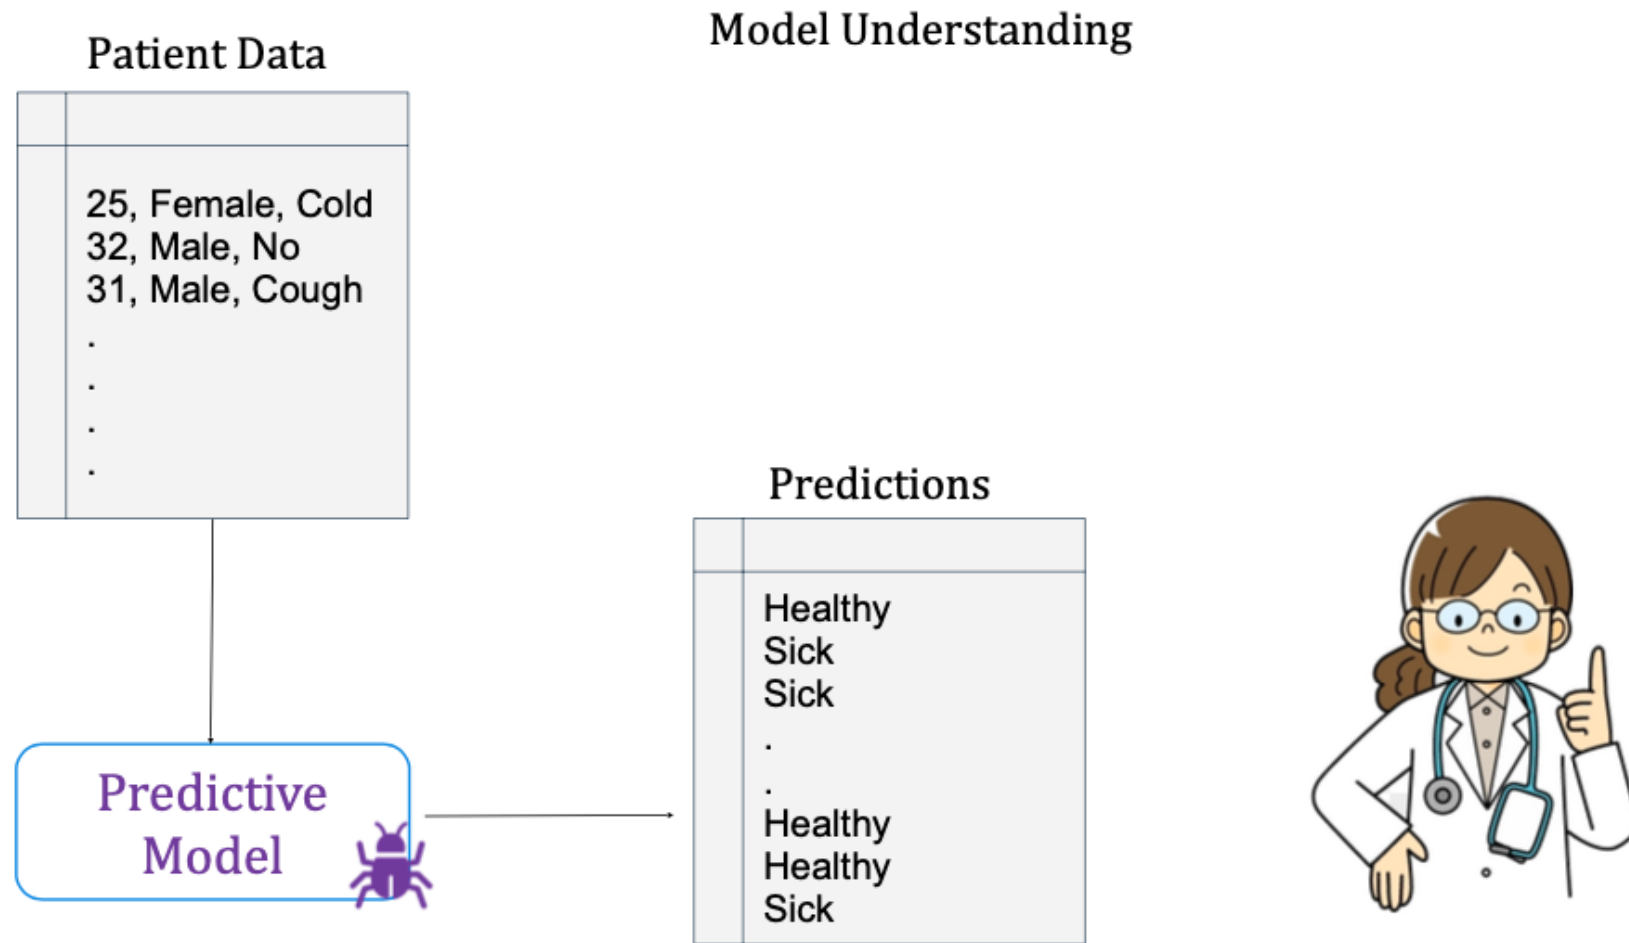 Model Understanding
Patient Data
25, Female, Cold
32, Male, No
31, Male, Cough
.
.
.
.
Predictive
Model
Predictions
Healthy
Sick
Sick
.
.
Healthy
Healthy
Sick